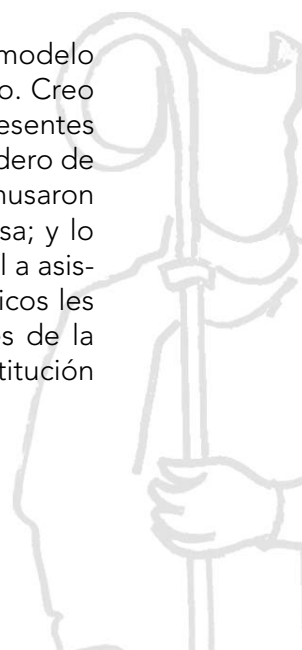 modelo
o. Creo
esentes
dero de
nusaron
sa; y lo
l a asis-
icos les
s de la
titución